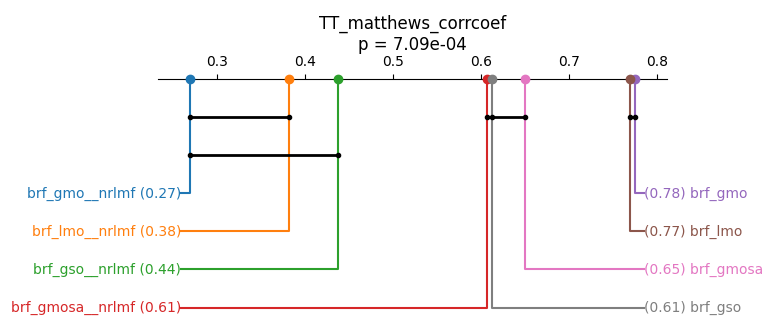 TT_matthews_corrcoef
p = 7.09e-04
0.3 0.4 0.5 0.6 0.7 0.8
brf_gmo__nrlmf (0.27) (0.78) brf_gmo
brf_lmo__nrlmf (0.38) (0.77) brf_lmo
brf_gso__nrlmf (0.44) (0.65) brf_gmosa
brf_gmosa__nrlmf (0.61) (0.61) brf_gso